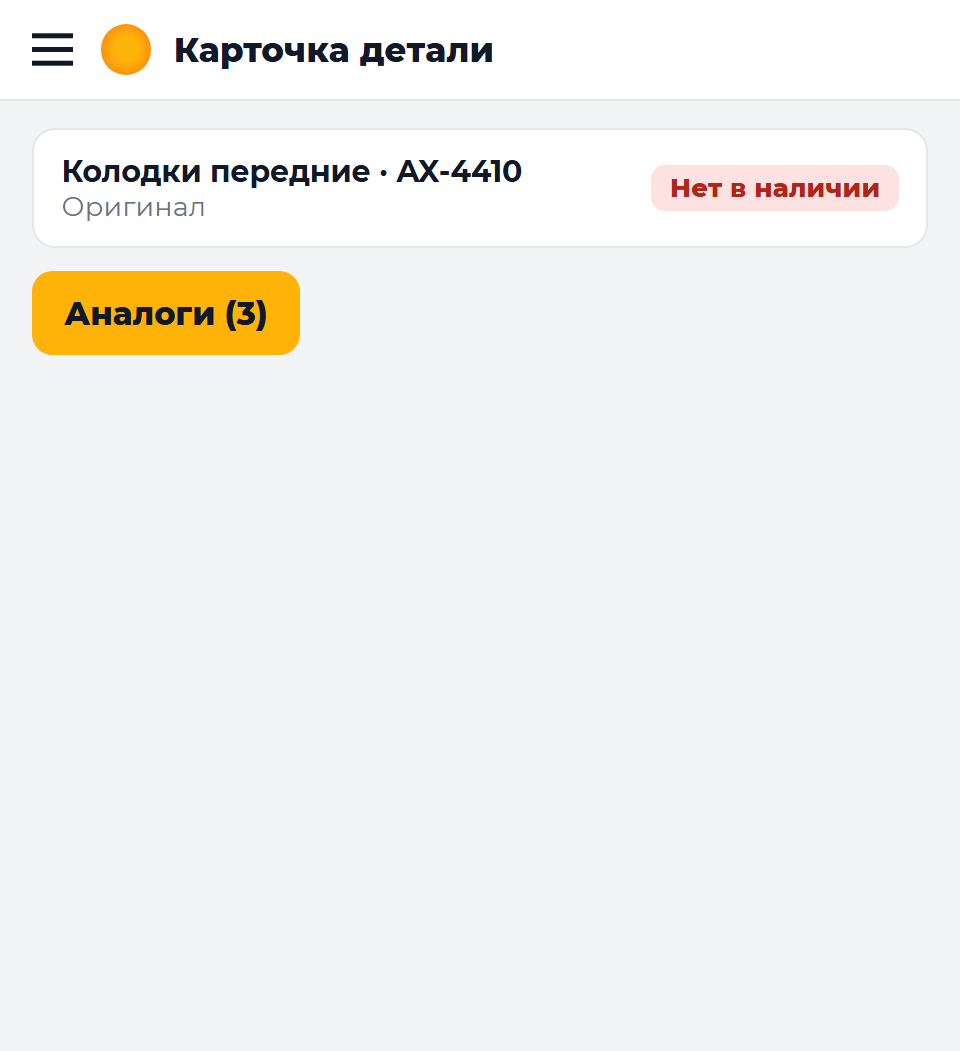 Карточка детали
Колодки передние · AX-4410
Нет в наличии
Оригинал
Аналоги (3)